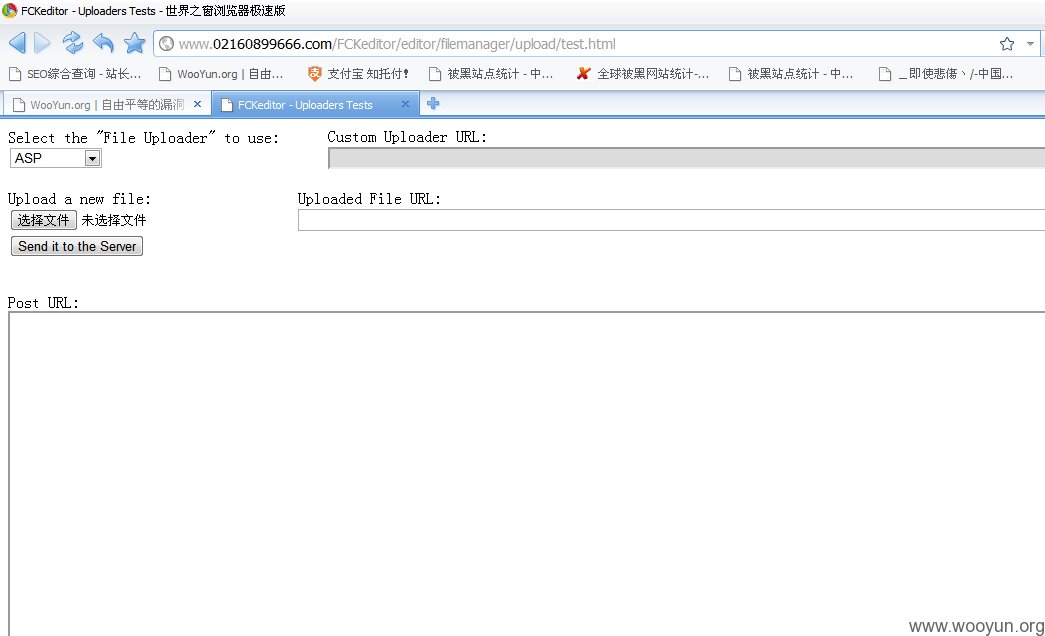 FCKeditor - Uploaders Tests - 世界之窗浏览器极速版
www.02160899666.com/FCKeditor/editor/filemanager/upload/test.html
SEO综合查询 - 站长... WooYun.org | 自由... 支付宝 知托付! 被黑站点统计 - 中... 全球被黑网站统计-... 被黑站点统计 - 中... _即使悲傷丶/-中国...
WooYun.org | 自由平等的漏洞 FCKeditor - Uploaders Tests
Select the "File Uploader" to use: Custom Uploader URL:
ASP
Upload a new file: Uploaded File URL:
选择文件 未选择文件
Send it to the Server
Post URL:
www.wooyun.org